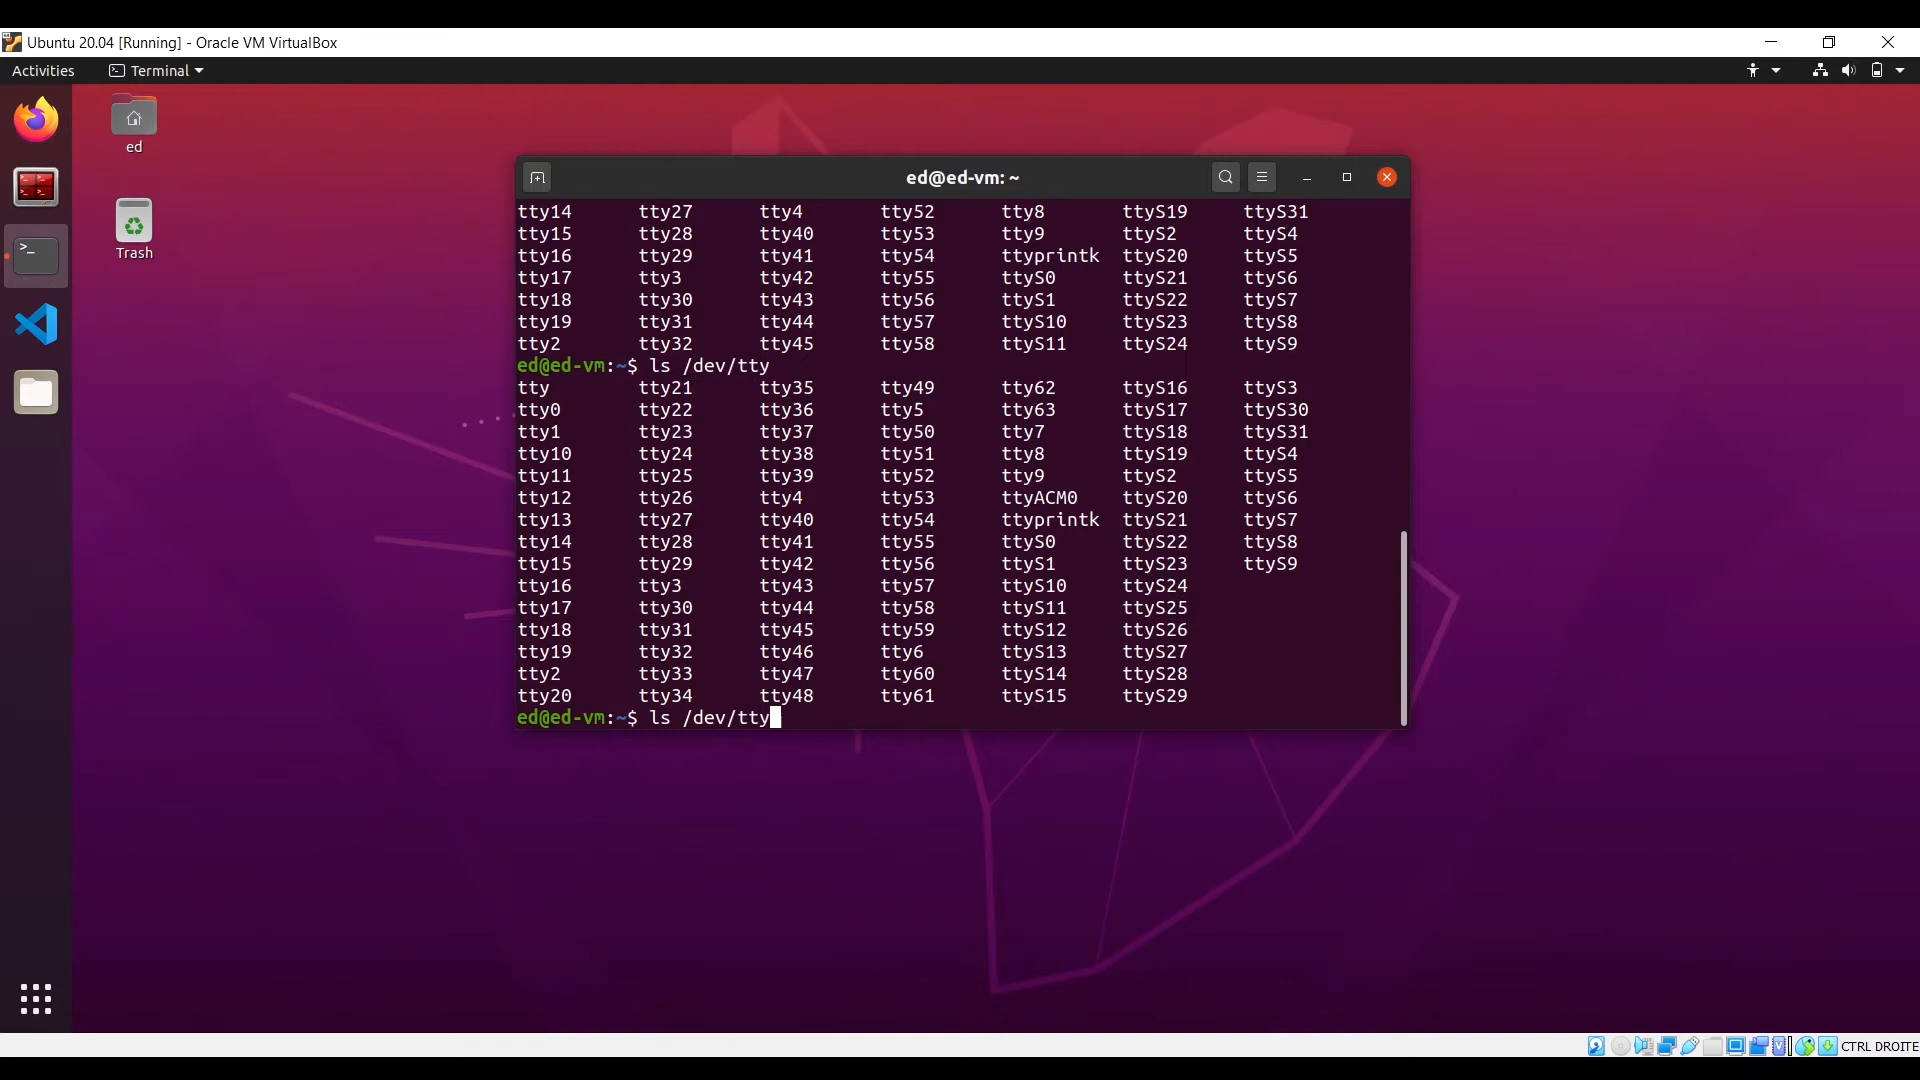 Ubuntu 20.04 [Running] - Oracle VM VirtualBox
Activities Terminal
ed
Trash
ed@ed-vm: ~
tty14 tty27 tty4 tty52 tty8 ttyS19 ttyS31
tty15 tty28 tty40 tty53 tty9 ttyS2 ttyS4
tty16 tty29 tty41 tty54 ttyprintk ttyS20 ttyS5
tty17 tty3 tty42 tty55 ttyS0 ttyS21 ttyS6
tty18 tty30 tty43 tty56 ttyS1 ttyS22 ttyS7
tty19 tty31 tty44 tty57 ttyS10 ttyS23 ttyS8
tty2 tty32 tty45 tty58 ttyS11 ttyS24 ttyS9
ed@ed-vm:~$ ls /dev/tty
tty tty21 tty35 tty49 tty62 ttyS16 ttyS3
tty0 tty22 tty36 tty5 tty63 ttyS17 ttyS30
tty1 tty23 tty37 tty50 tty7 ttyS18 ttyS31
tty10 tty24 tty38 tty51 tty8 ttyS19 ttyS4
tty11 tty25 tty39 tty52 tty9 ttyS2 ttyS5
tty12 tty26 tty4 tty53 ttyACM0 ttyS20 ttyS6
tty13 tty27 tty40 tty54 ttyprintk ttyS21 ttyS7
tty14 tty28 tty41 tty55 ttyS0 ttyS22 ttyS8
tty15 tty29 tty42 tty56 ttyS1 ttyS23 ttyS9
tty16 tty3 tty43 tty57 ttyS10 ttyS24
tty17 tty30 tty44 tty58 ttyS11 ttyS25
tty18 tty31 tty45 tty59 ttyS12 ttyS26
tty19 tty32 tty46 tty6 ttyS13 ttyS27
tty2 tty33 tty47 tty60 ttyS14 ttyS28
tty20 tty34 tty48 tty61 ttyS15 ttyS29
ed@ed-vm:~$ ls /dev/tty
CTRL DROITE